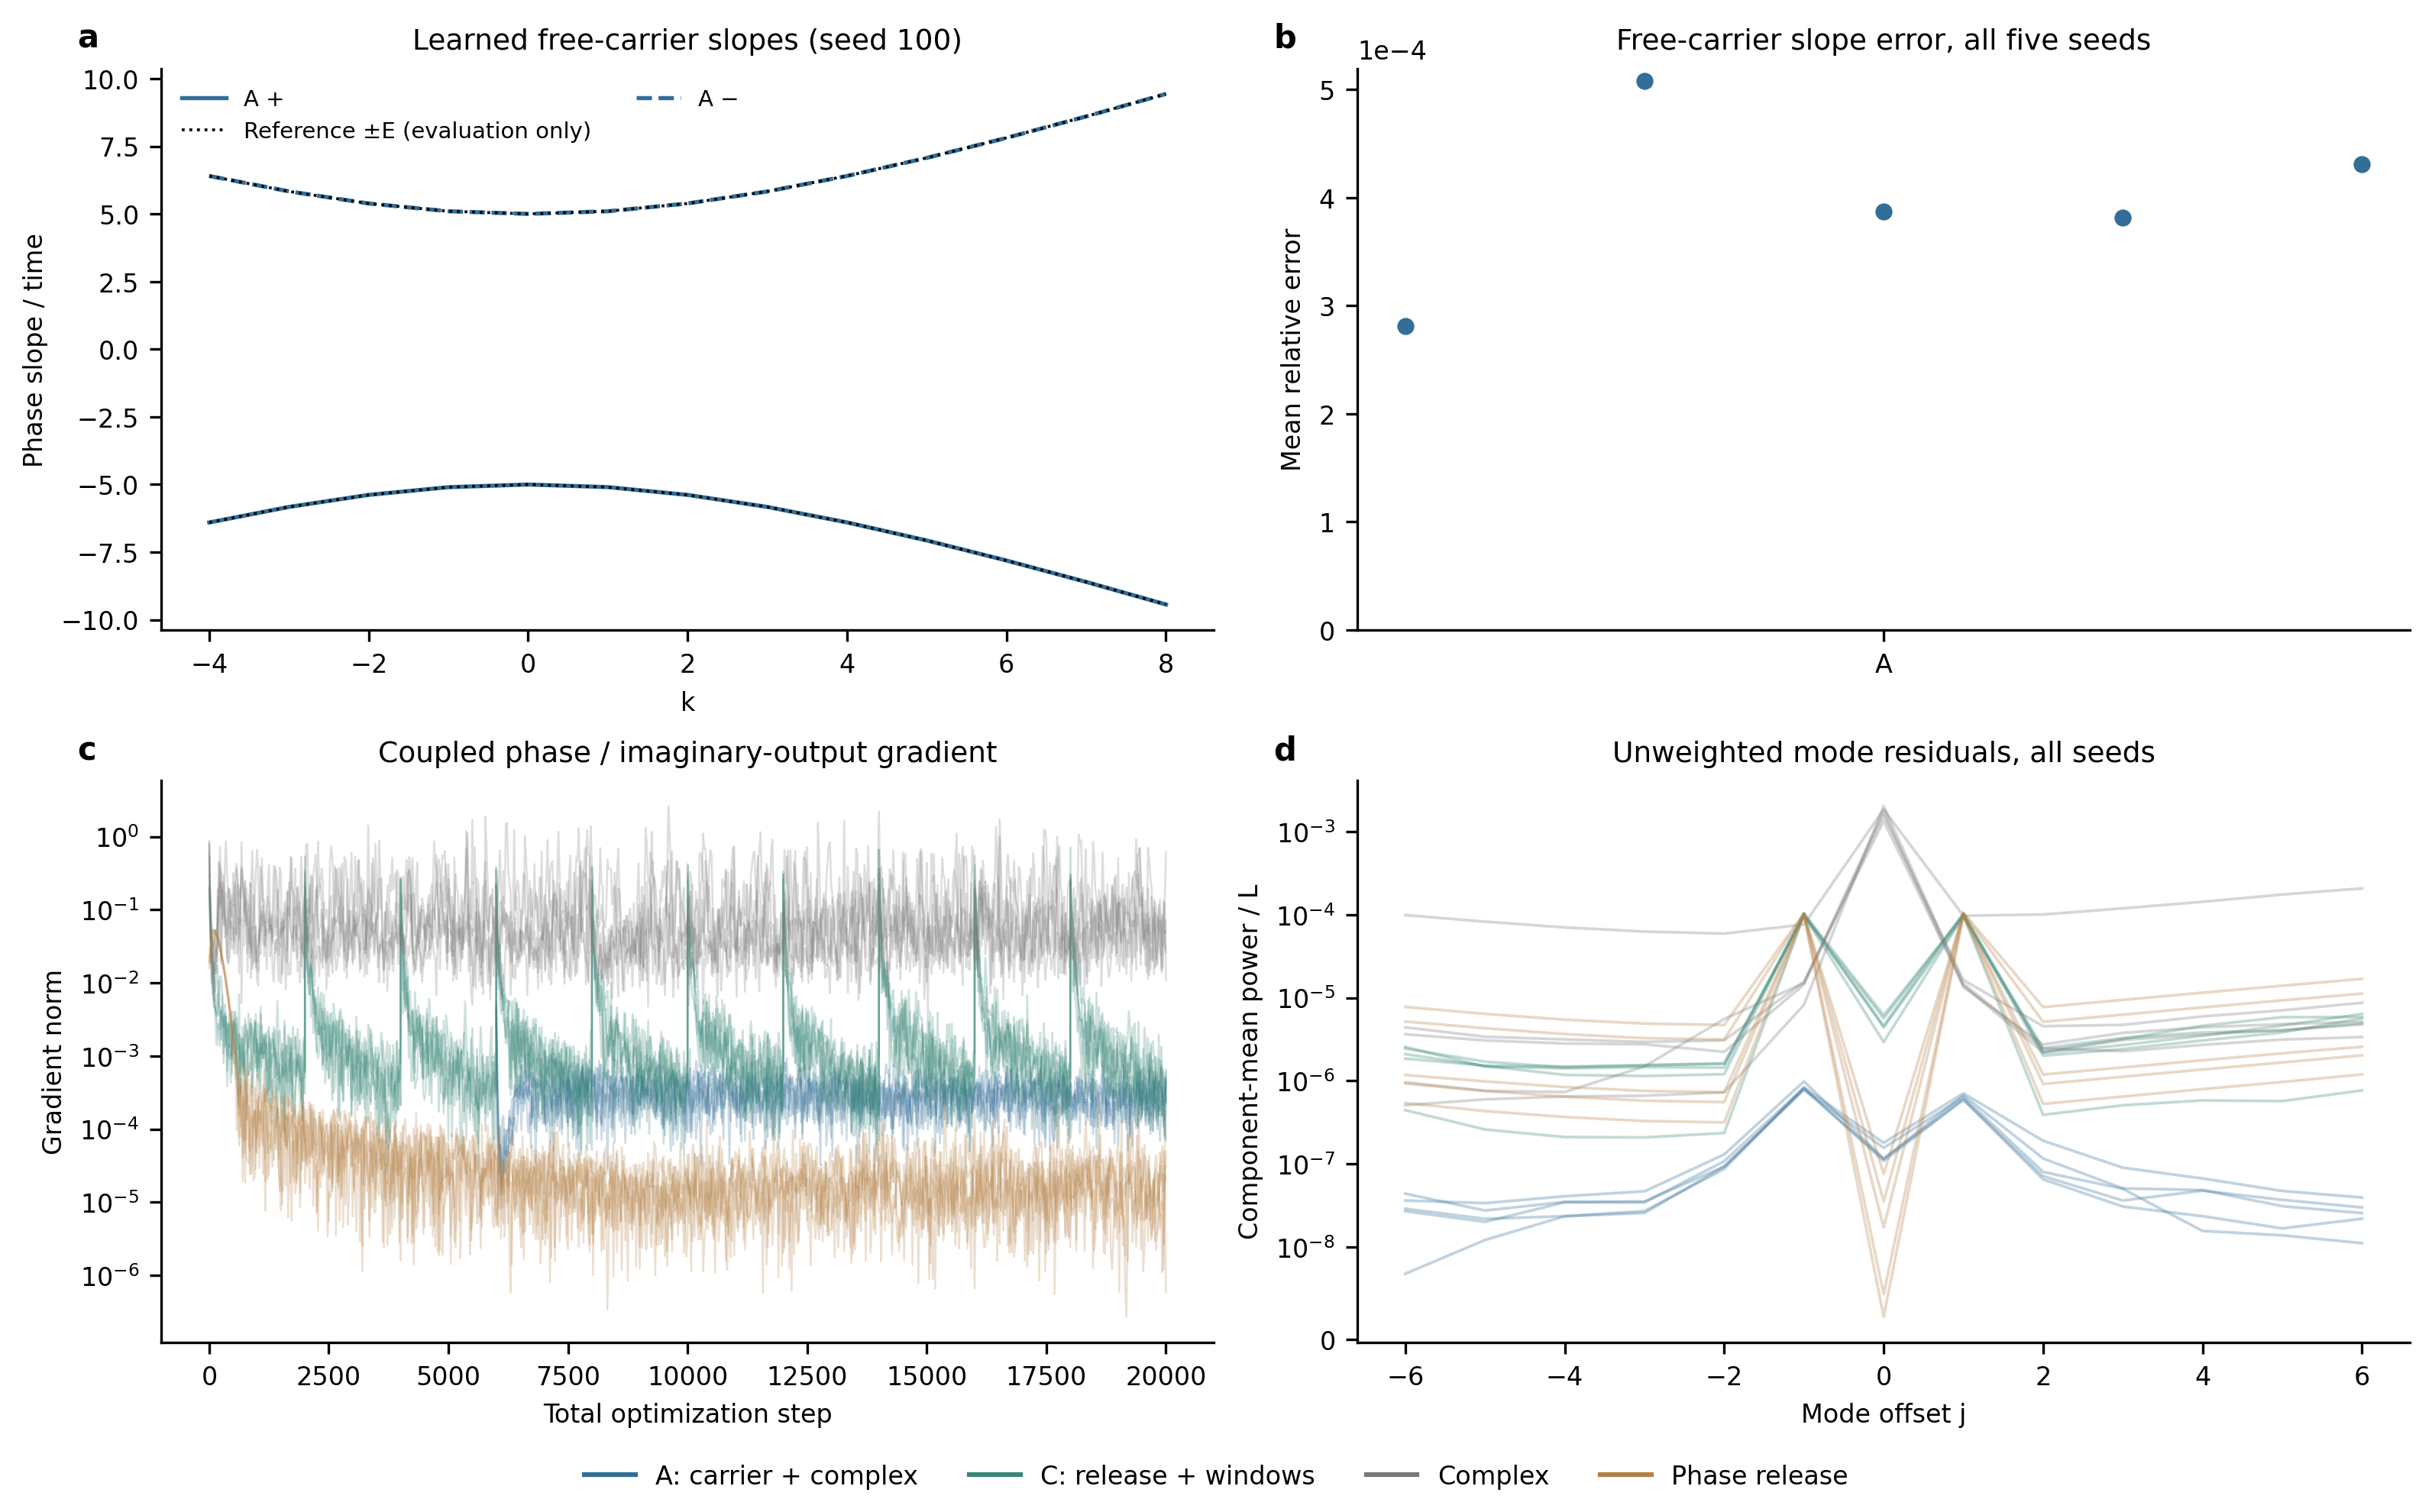 a
Learned free-carrier slopes (seed 100)
A +
A −
Reference ±E (evaluation only)
10.0
7.5
5.0
2.5
0.0
−2.5
−5.0
−7.5
−10.0
Phase slope / time
−4 −2 0 2 4 6 8
k
b
Free-carrier slope error, all five seeds
1e−4
5
4
3
2
1
0
Mean relative error
A
c
Coupled phase / imaginary-output gradient
10⁰
10⁻¹
10⁻²
10⁻³
10⁻⁴
10⁻⁵
10⁻⁶
Gradient norm
0 2500 5000 7500 10000 12500 15000 17500 20000
Total optimization step
d
Unweighted mode residuals, all seeds
10⁻³
10⁻⁴
10⁻⁵
10⁻⁶
10⁻⁷
10⁻⁸
0
Component-mean power / L
−6 −4 −2 0 2 4 6
Mode offset j
A: carrier + complex
C: release + windows
Complex
Phase release